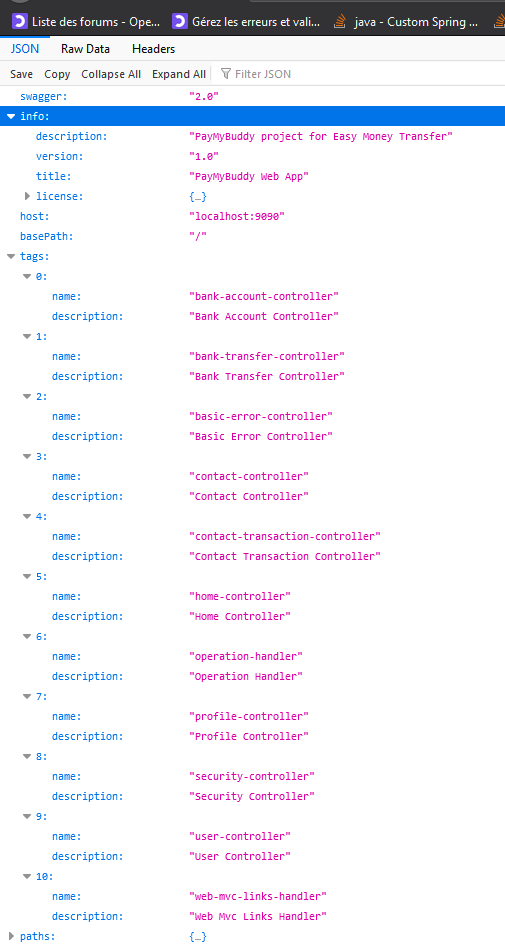 Liste des forums - Ope... Gérez les erreurs et vali... java - Custom Spring ...
JSON Raw Data Headers
Save Copy Collapse All Expand All Filter JSON
swagger: "2.0"
info:
description: "PayMyBuddy project for Easy Money Transfer"
version: "1.0"
title: "PayMyBuddy Web App"
license: {…}
host: "localhost:9090"
basePath: "/"
tags:
0:
name: "bank-account-controller"
description: "Bank Account Controller"
1:
name: "bank-transfer-controller"
description: "Bank Transfer Controller"
2:
name: "basic-error-controller"
description: "Basic Error Controller"
3:
name: "contact-controller"
description: "Contact Controller"
4:
name: "contact-transaction-controller"
description: "Contact Transaction Controller"
5:
name: "home-controller"
description: "Home Controller"
6:
name: "operation-handler"
description: "Operation Handler"
7:
name: "profile-controller"
description: "Profile Controller"
8:
name: "security-controller"
description: "Security Controller"
9:
name: "user-controller"
description: "User Controller"
10:
name: "web-mvc-links-handler"
description: "Web Mvc Links Handler"
paths: {…}